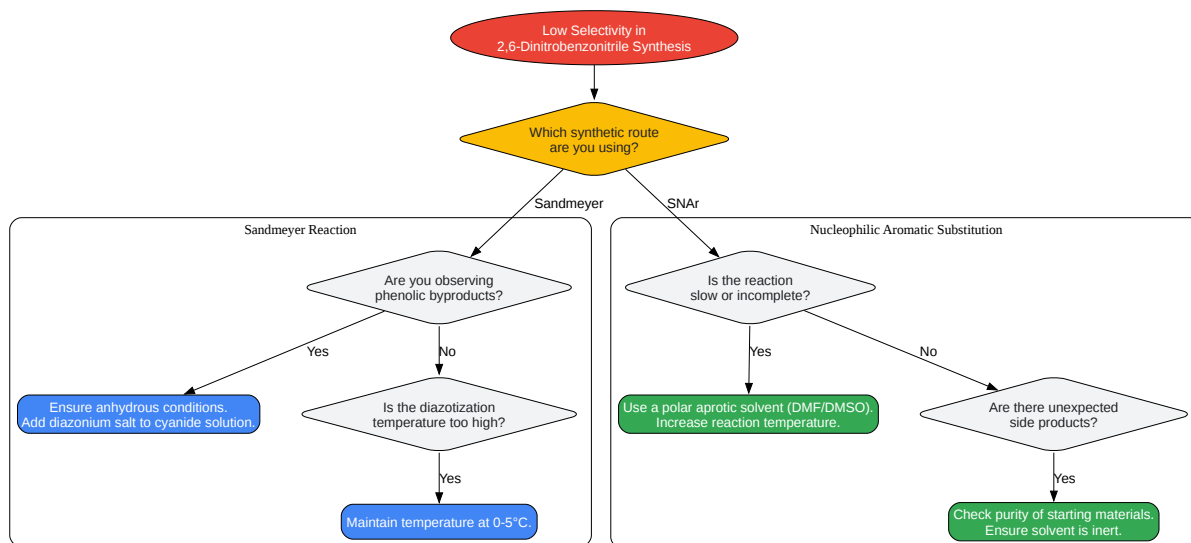 Low Selectivity in
2,6-Dinitrobenzonitrile Synthesis
Which synthetic route
are you using?
Sandmeyer
SNAr
Sandmeyer Reaction
Nucleophilic Aromatic Substitution
Are you observing
phenolic byproducts?
Is the reaction
slow or incomplete?
Yes
No
Yes
No
Ensure anhydrous conditions.
Add diazonium salt to cyanide solution.
Is the diazotization
temperature too high?
Use a polar aprotic solvent (DMF/DMSO).
Increase reaction temperature.
Are there unexpected
side products?
Yes
Yes
Maintain temperature at 0-5°C.
Check purity of starting materials.
Ensure solvent is inert.